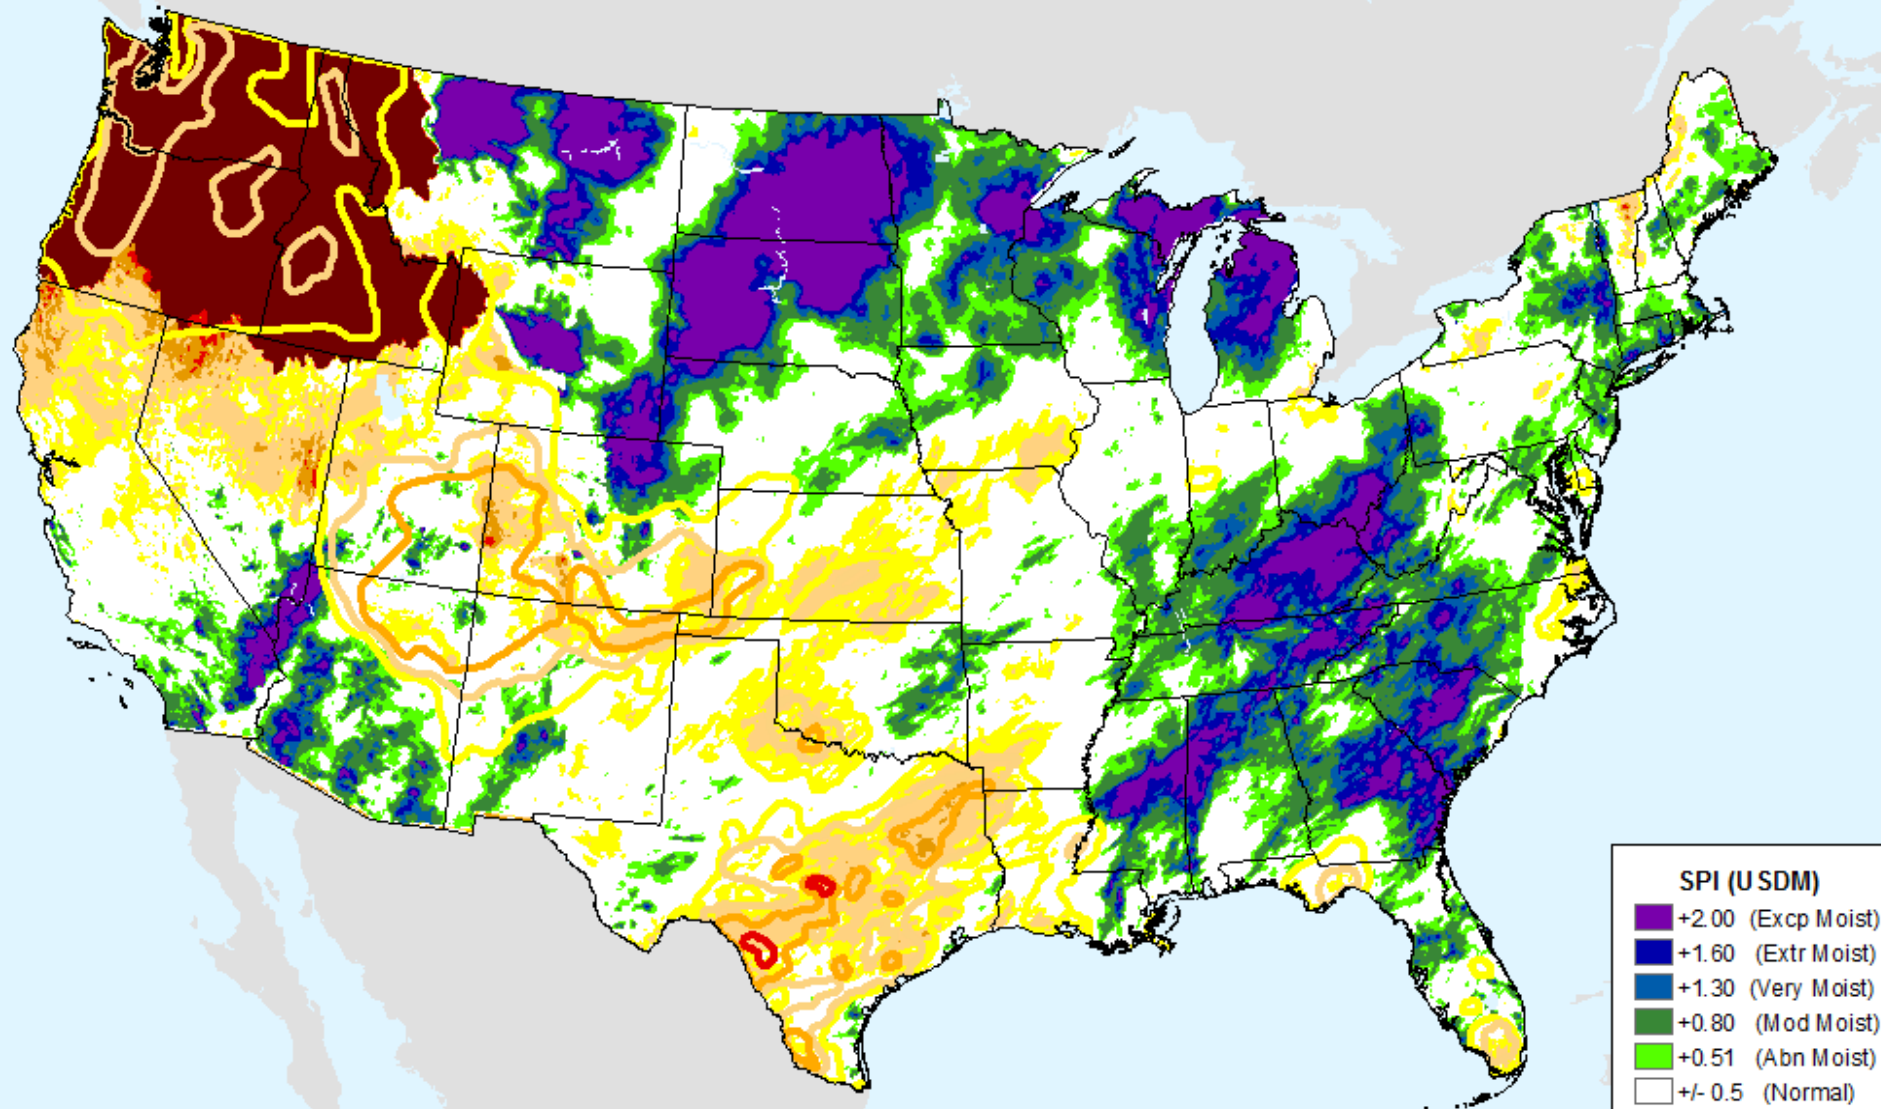 SPI (USDM)
+2.00 (Excp Moist)
+1.60 (Extr Moist)
+1.30 (Very Moist)
+0.80 (Mod Moist)
+0.51 (Abn Moist)
+/- 0.5 (Normal)